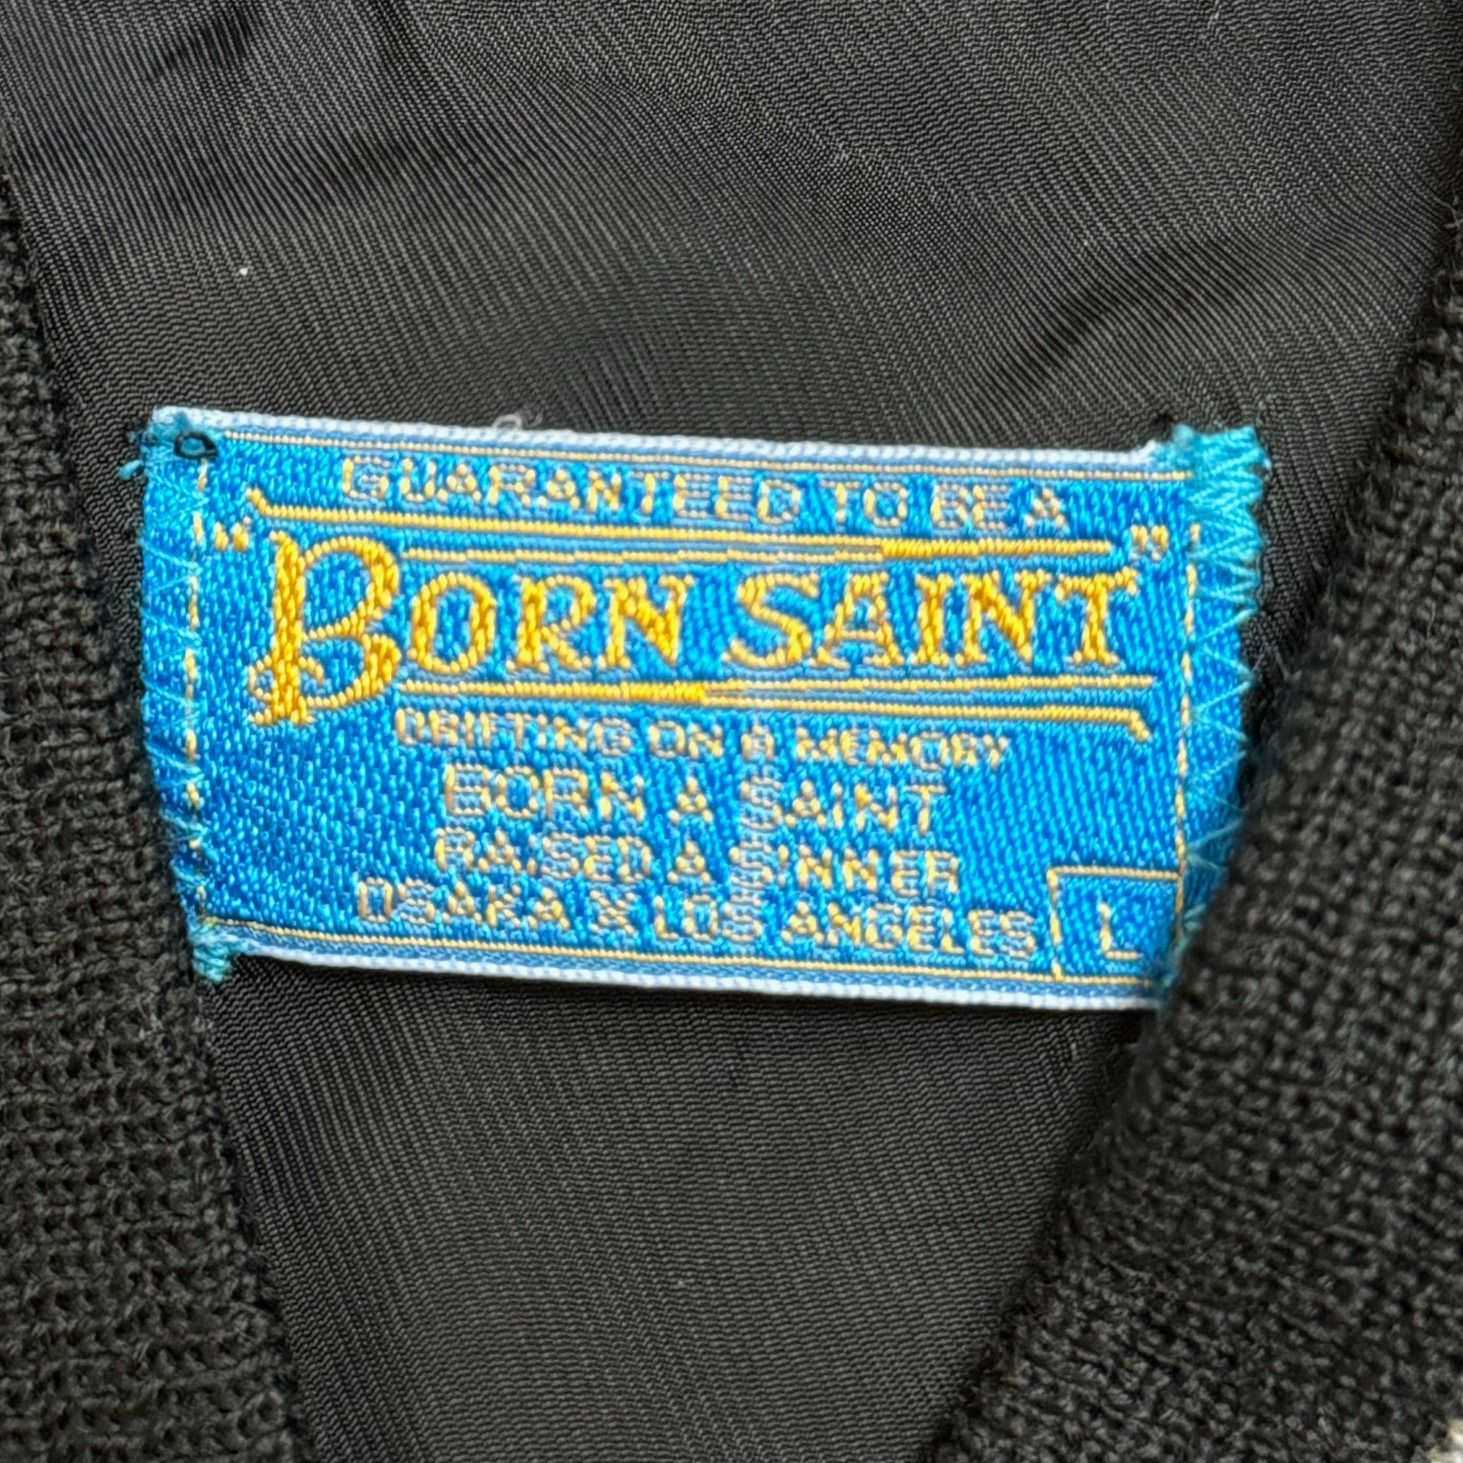 GUARANTEED TO BE A
"BORN SAINT"
DRIFTING ON A MEMORY
BORN A SAINT
RAISED A SINNER
OSAKA & LOS ANGELES
L